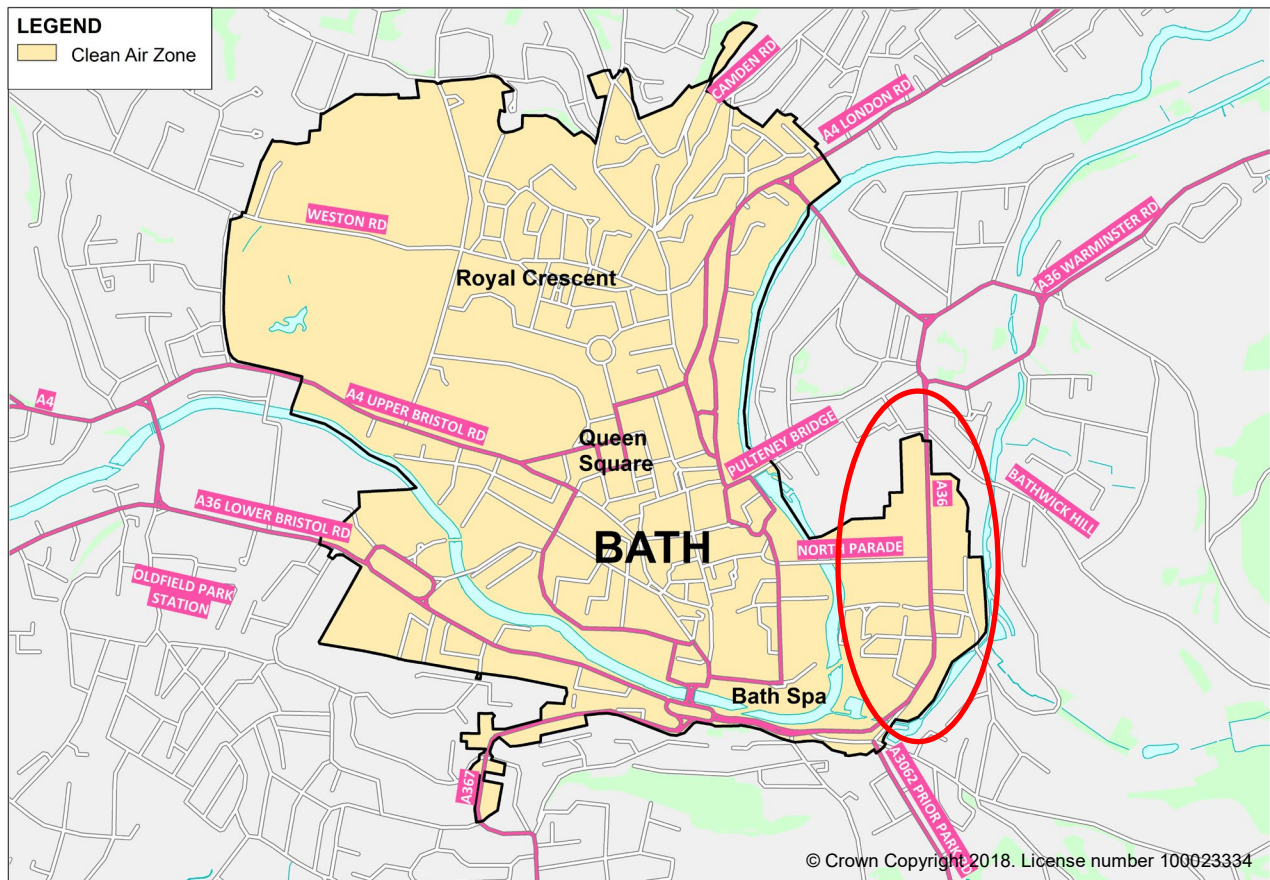 LEGEND
Clean Air Zone
CAMDEN RD
A4 LONDON RD
WESTON RD
A36 WARMINSTER RD
Royal Crescent
A4
A4 UPPER BRISTOL RD
Queen
Square
PULTENEY BRIDGE
A36
BATHWICK HILL
A36 LOWER BRISTOL RD
BATH
NORTH PARADE
OLDFIELD PARK
STATION
Bath Spa
A367
A3062 PRIOR PARK
© Crown Copyright 2018. License number 100023334